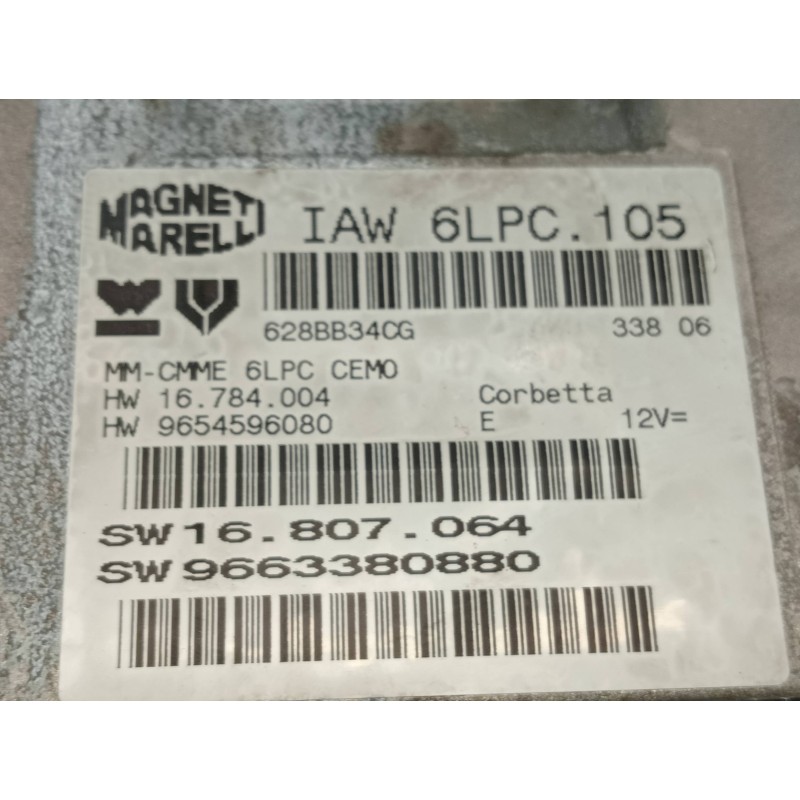 MAGNETI
MARELLI
IAW 6LPC.105
628BB34CG 338 06
MM-CMME 6LPC CEMO
HW 16.784.004 Corbetta
HW 9654596080 E 12V=
SW16.807.064
SW9663380880